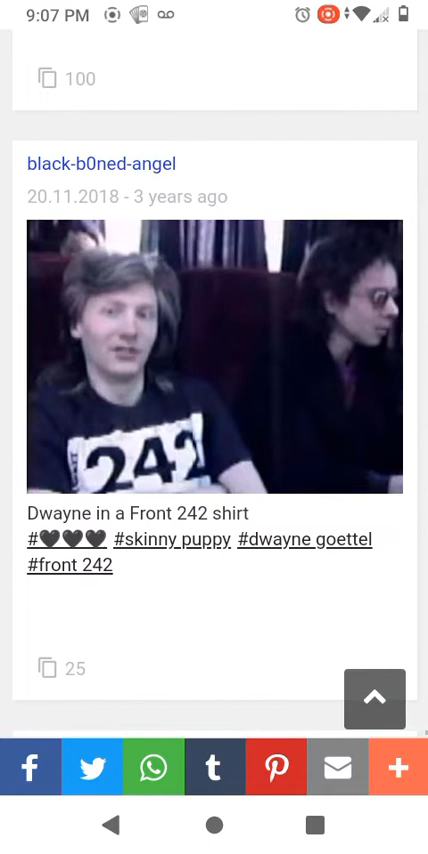 9:07 PM
100
black-b0ned-angel
20.11.2018 - 3 years ago
242
Dwayne in a Front 242 shirt
#🖤🖤🖤 #skinny puppy #dwayne goettel
#front 242
25